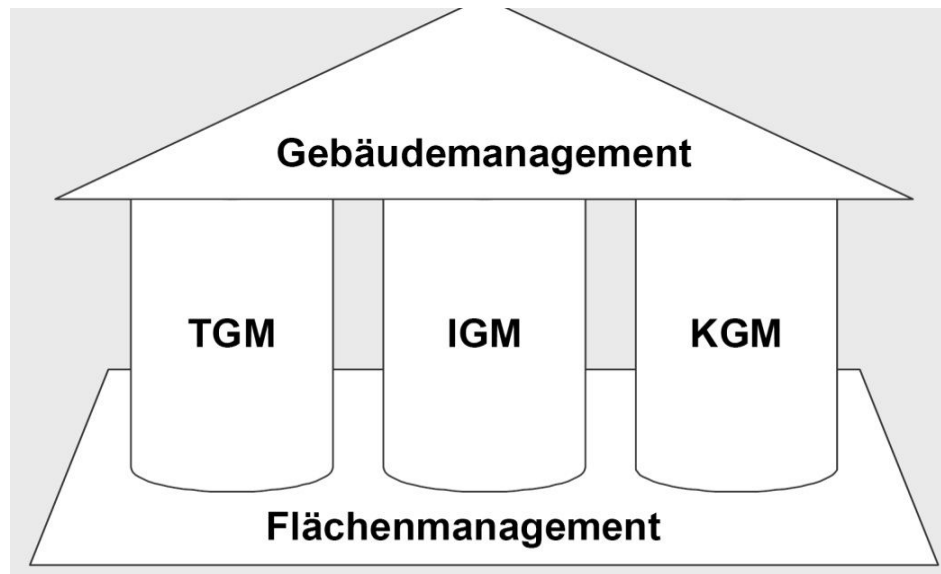 Gebäudemanagement
TGM
IGM
KGM
Flächenmanagement